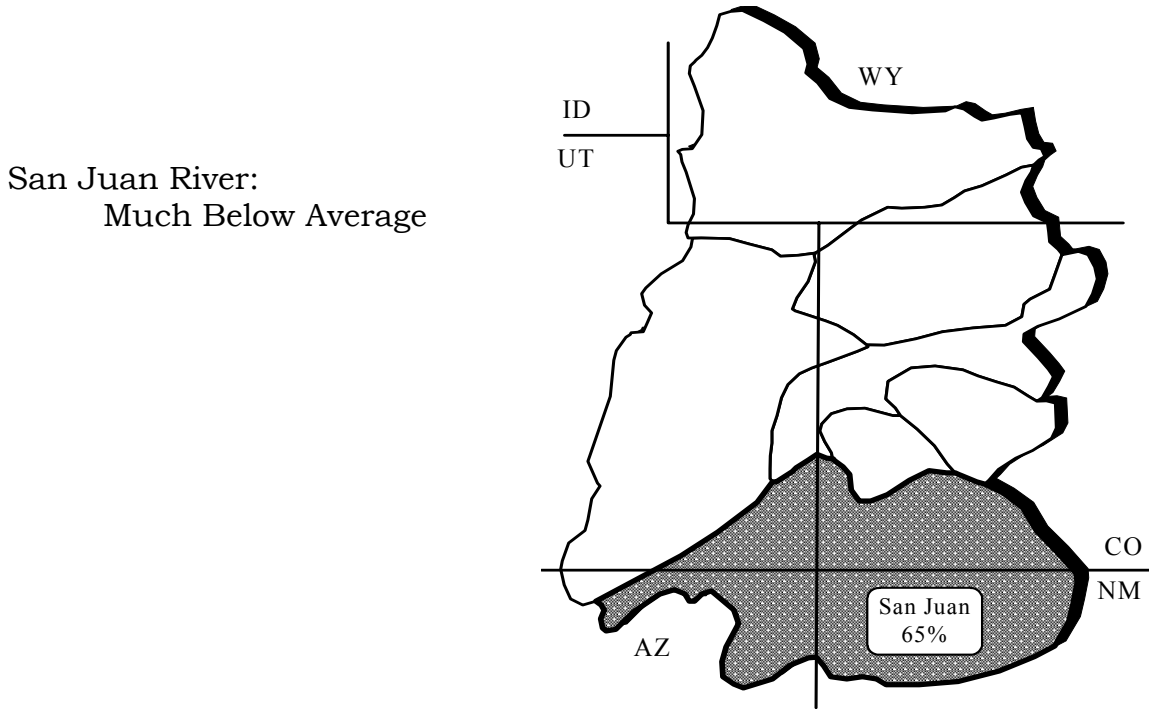 San Juan River:
Much Below Average
WY
ID
UT
CO
NM
San Juan
65%
AZ